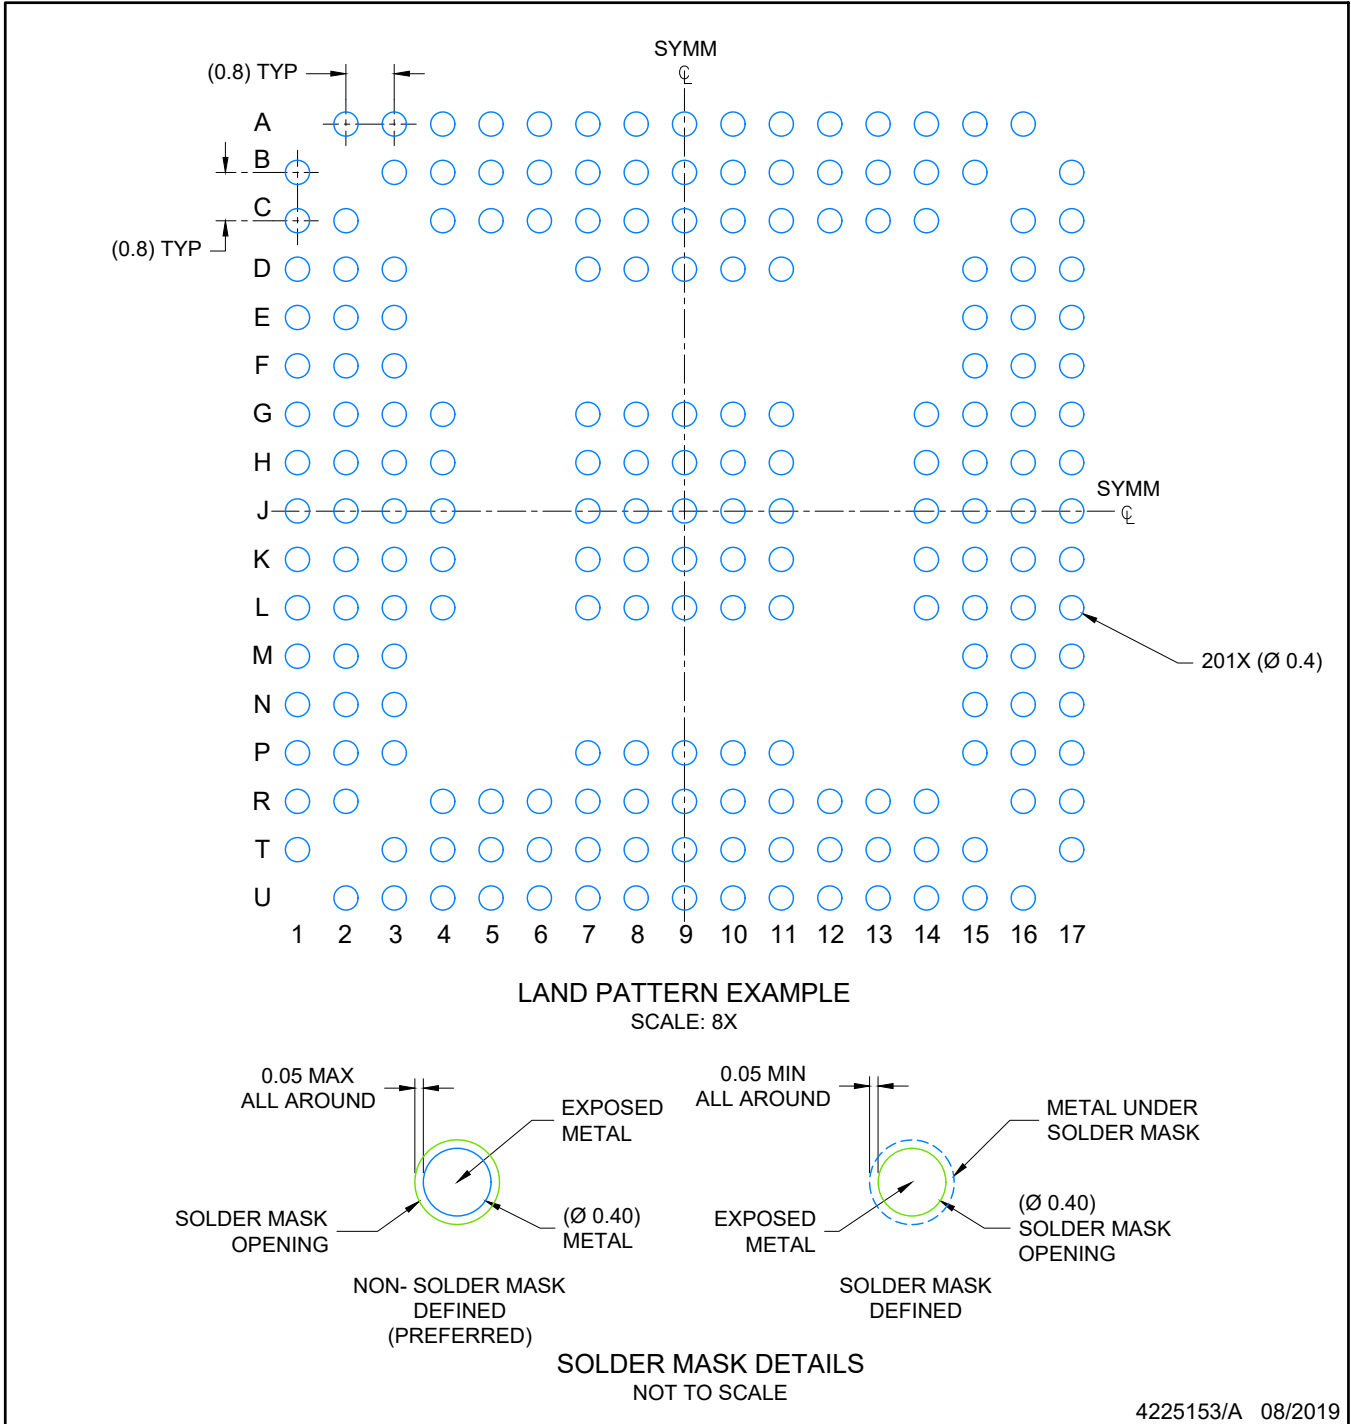 SYMM
℄
(0.8) TYP
A
B
C
(0.8) TYP
D
E
F
G
H
SYMM
℄
J
K
L
M
201X (Ø 0.4)
N
P
R
T
U
1 2 3 4 5 6 7 8 9 10 11 12 13 14 15 16 17
LAND PATTERN EXAMPLE
SCALE: 8X
0.05 MAX
ALL AROUND
EXPOSED
METAL
SOLDER MASK
OPENING
(Ø 0.40)
METAL
NON- SOLDER MASK
DEFINED
(PREFERRED)
0.05 MIN
ALL AROUND
METAL UNDER
SOLDER MASK
EXPOSED
METAL
(Ø 0.40)
SOLDER MASK
OPENING
SOLDER MASK
DEFINED
SOLDER MASK DETAILS
NOT TO SCALE
4225153/A 08/2019